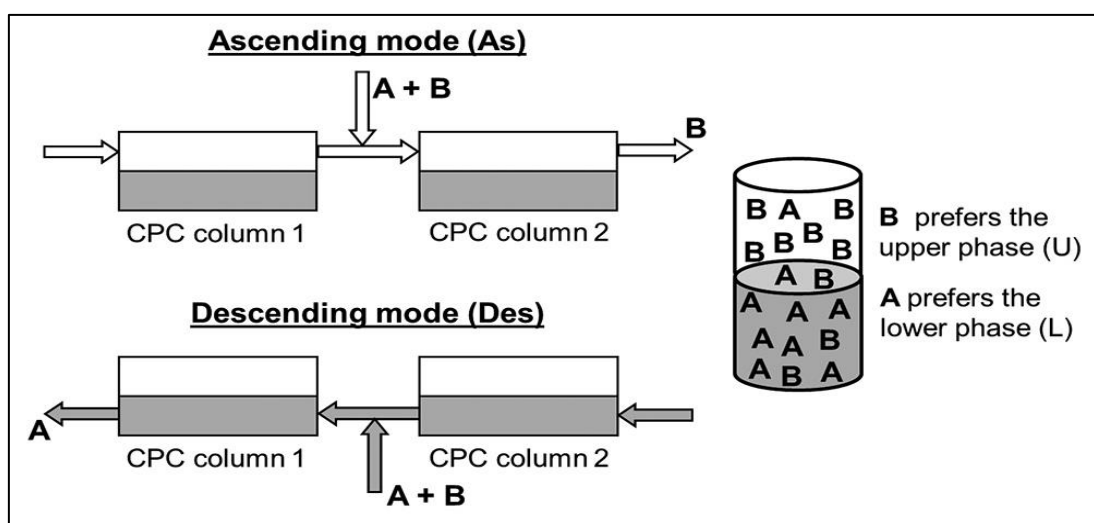 Ascending mode (As)
A + B
B
CPC column 1
CPC column 2
Descending mode (Des)
A
CPC column 1
CPC column 2
A + B
B A B
B B B B
A B
A A A
A A B
A B A
B prefers the
upper phase (U)
A prefers the
lower phase (L)